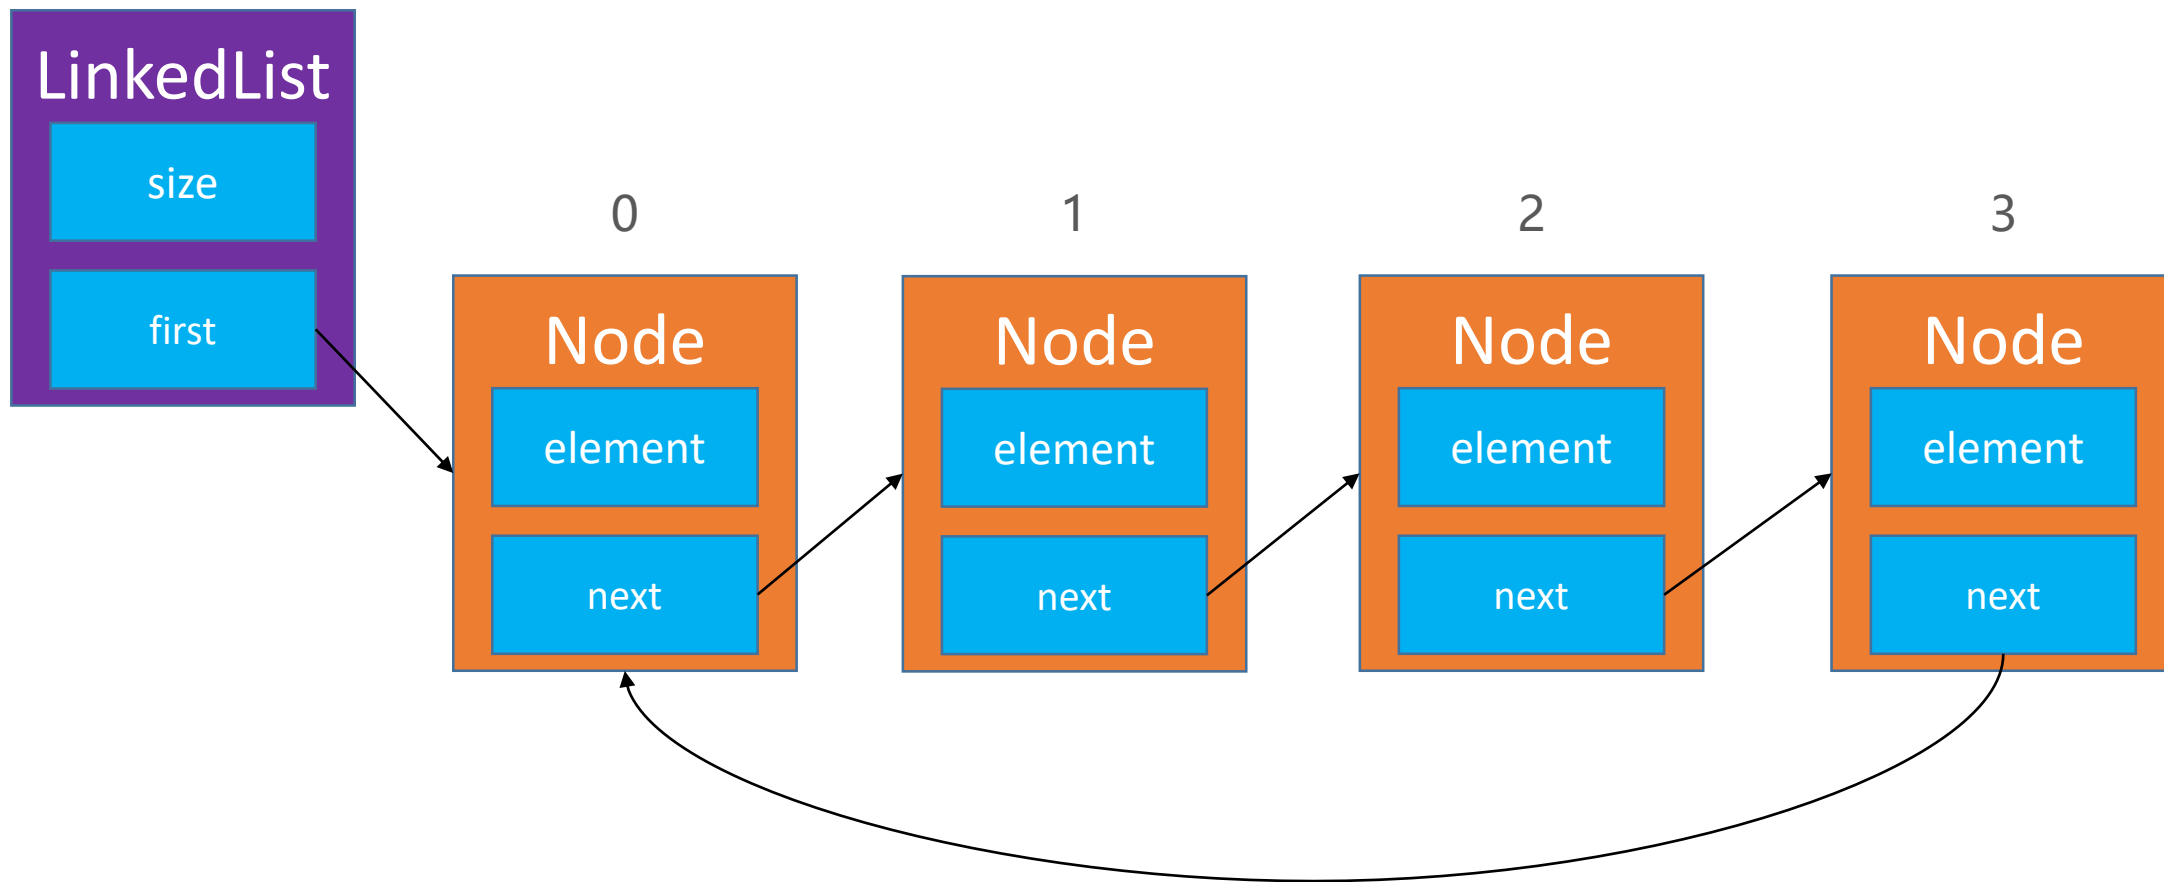 LinkedList
size
first
0
1
2
3
Node
element
next
Node
element
next
Node
element
next
Node
element
next